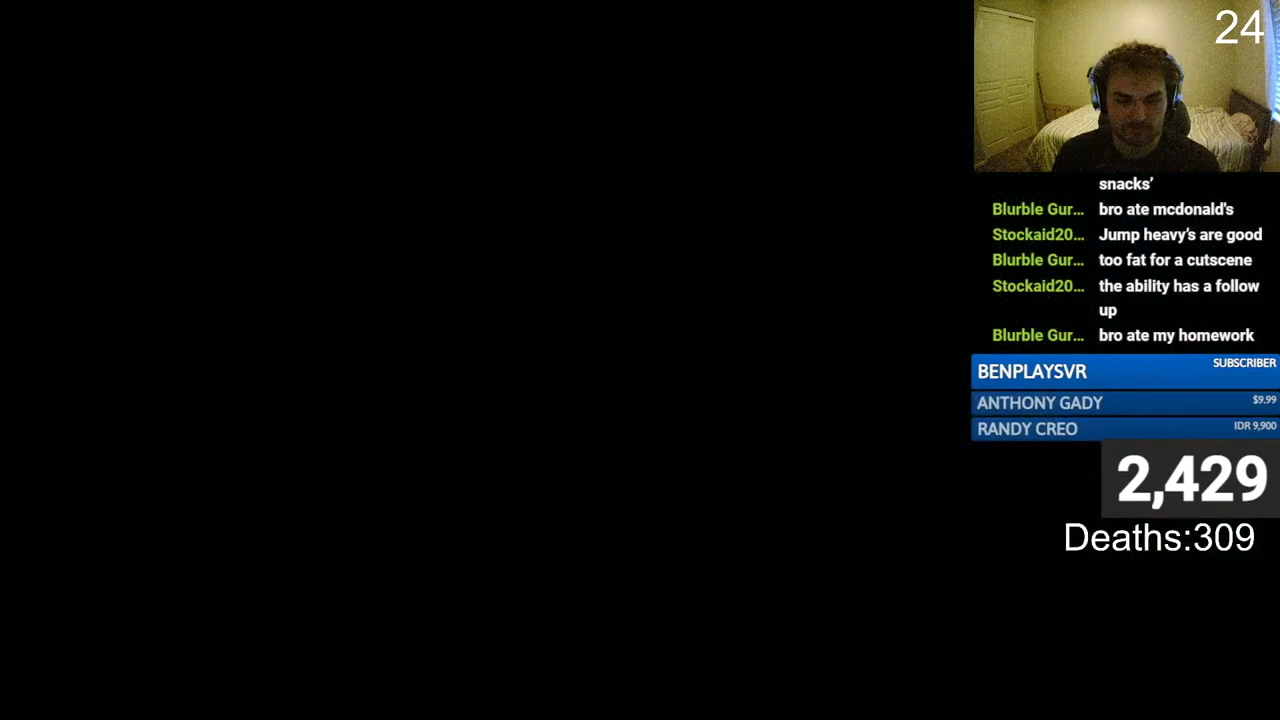 24
snacks’
Blurble Gur… bro ate mcdonald's
Stockaid20… Jump heavy’s are good
Blurble Gur… too fat for a cutscene
Stockaid20… the ability has a follow
up
Blurble Gur… bro ate my homework
BENPLAYSVR SUBSCRIBER
ANTHONY GADY $9.99
RANDY CREO IDR 9,900
2,429
Deaths:309